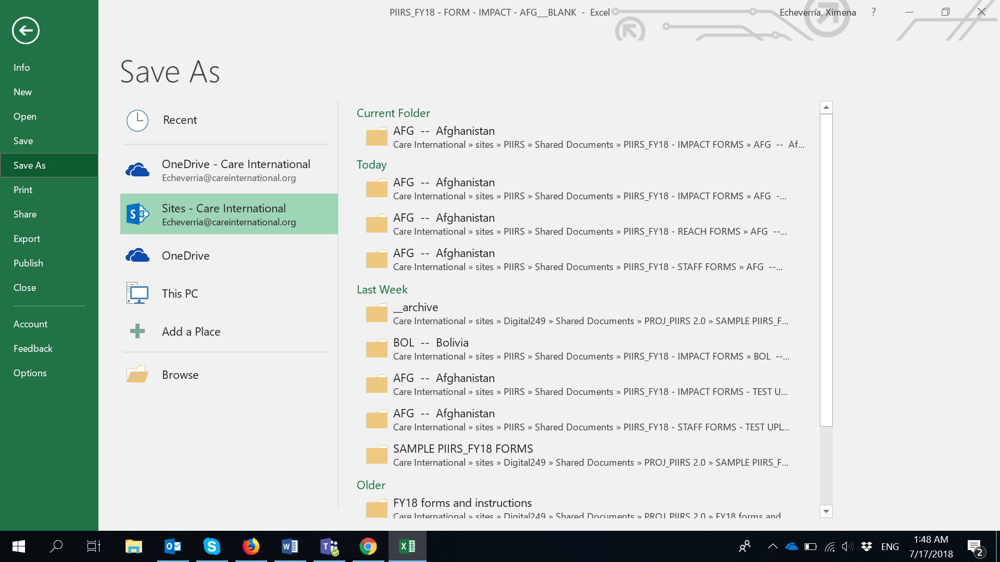 PIIRS_FY18 - FORM - IMPACT - AFG__BLANK - Excel
Echeverría, Ximena
?
Info
New
Open
Save
Save As
Print
Share
Export
Publish
Close
Account
Feedback
Options
Save As
Recent
OneDrive - Care International
Echeverria@careinternational.org
Sites - Care International
Echeverria@careinternational.org
OneDrive
This PC
Add a Place
Browse
Current Folder
AFG -- Afghanistan
Care International » sites » PIIRS » Shared Documents » PIIRS_FY18 - IMPACT FORMS » AFG -- Af...
Today
AFG -- Afghanistan
Care International » sites » PIIRS » Shared Documents » PIIRS_FY18 - IMPACT FORMS » AFG -...
AFG -- Afghanistan
Care International » sites » PIIRS » Shared Documents » PIIRS_FY18 - REACH FORMS » AFG --...
AFG -- Afghanistan
Care International » sites » PIIRS » Shared Documents » PIIRS_FY18 - STAFF FORMS » AFG --...
Last Week
__archive
Care International » sites » Digital249 » Shared Documents » PROJ_PIIRS 2.0 » SAMPLE PIIRS_F...
BOL -- Bolivia
Care International » sites » PIIRS » Shared Documents » PIIRS_FY18 - IMPACT FORMS » BOL --...
AFG -- Afghanistan
Care International » sites » PIIRS » Shared Documents » PIIRS_FY18 - IMPACT FORMS - TEST U...
AFG -- Afghanistan
Care International » sites » PIIRS » Shared Documents » PIIRS_FY18 - STAFF FORMS - TEST UPL...
SAMPLE PIIRS_FY18 FORMS
Care International » sites » Digital249 » Shared Documents » PROJ_PIIRS 2.0 » SAMPLE PIIRS_F...
Older
FY18 forms and instructions
Care International » sites » Digital249 » Shared Documents » PROJ_PIIRS 2.0 » FY18 forms and
ENG
1:48 AM
7/17/2018
2